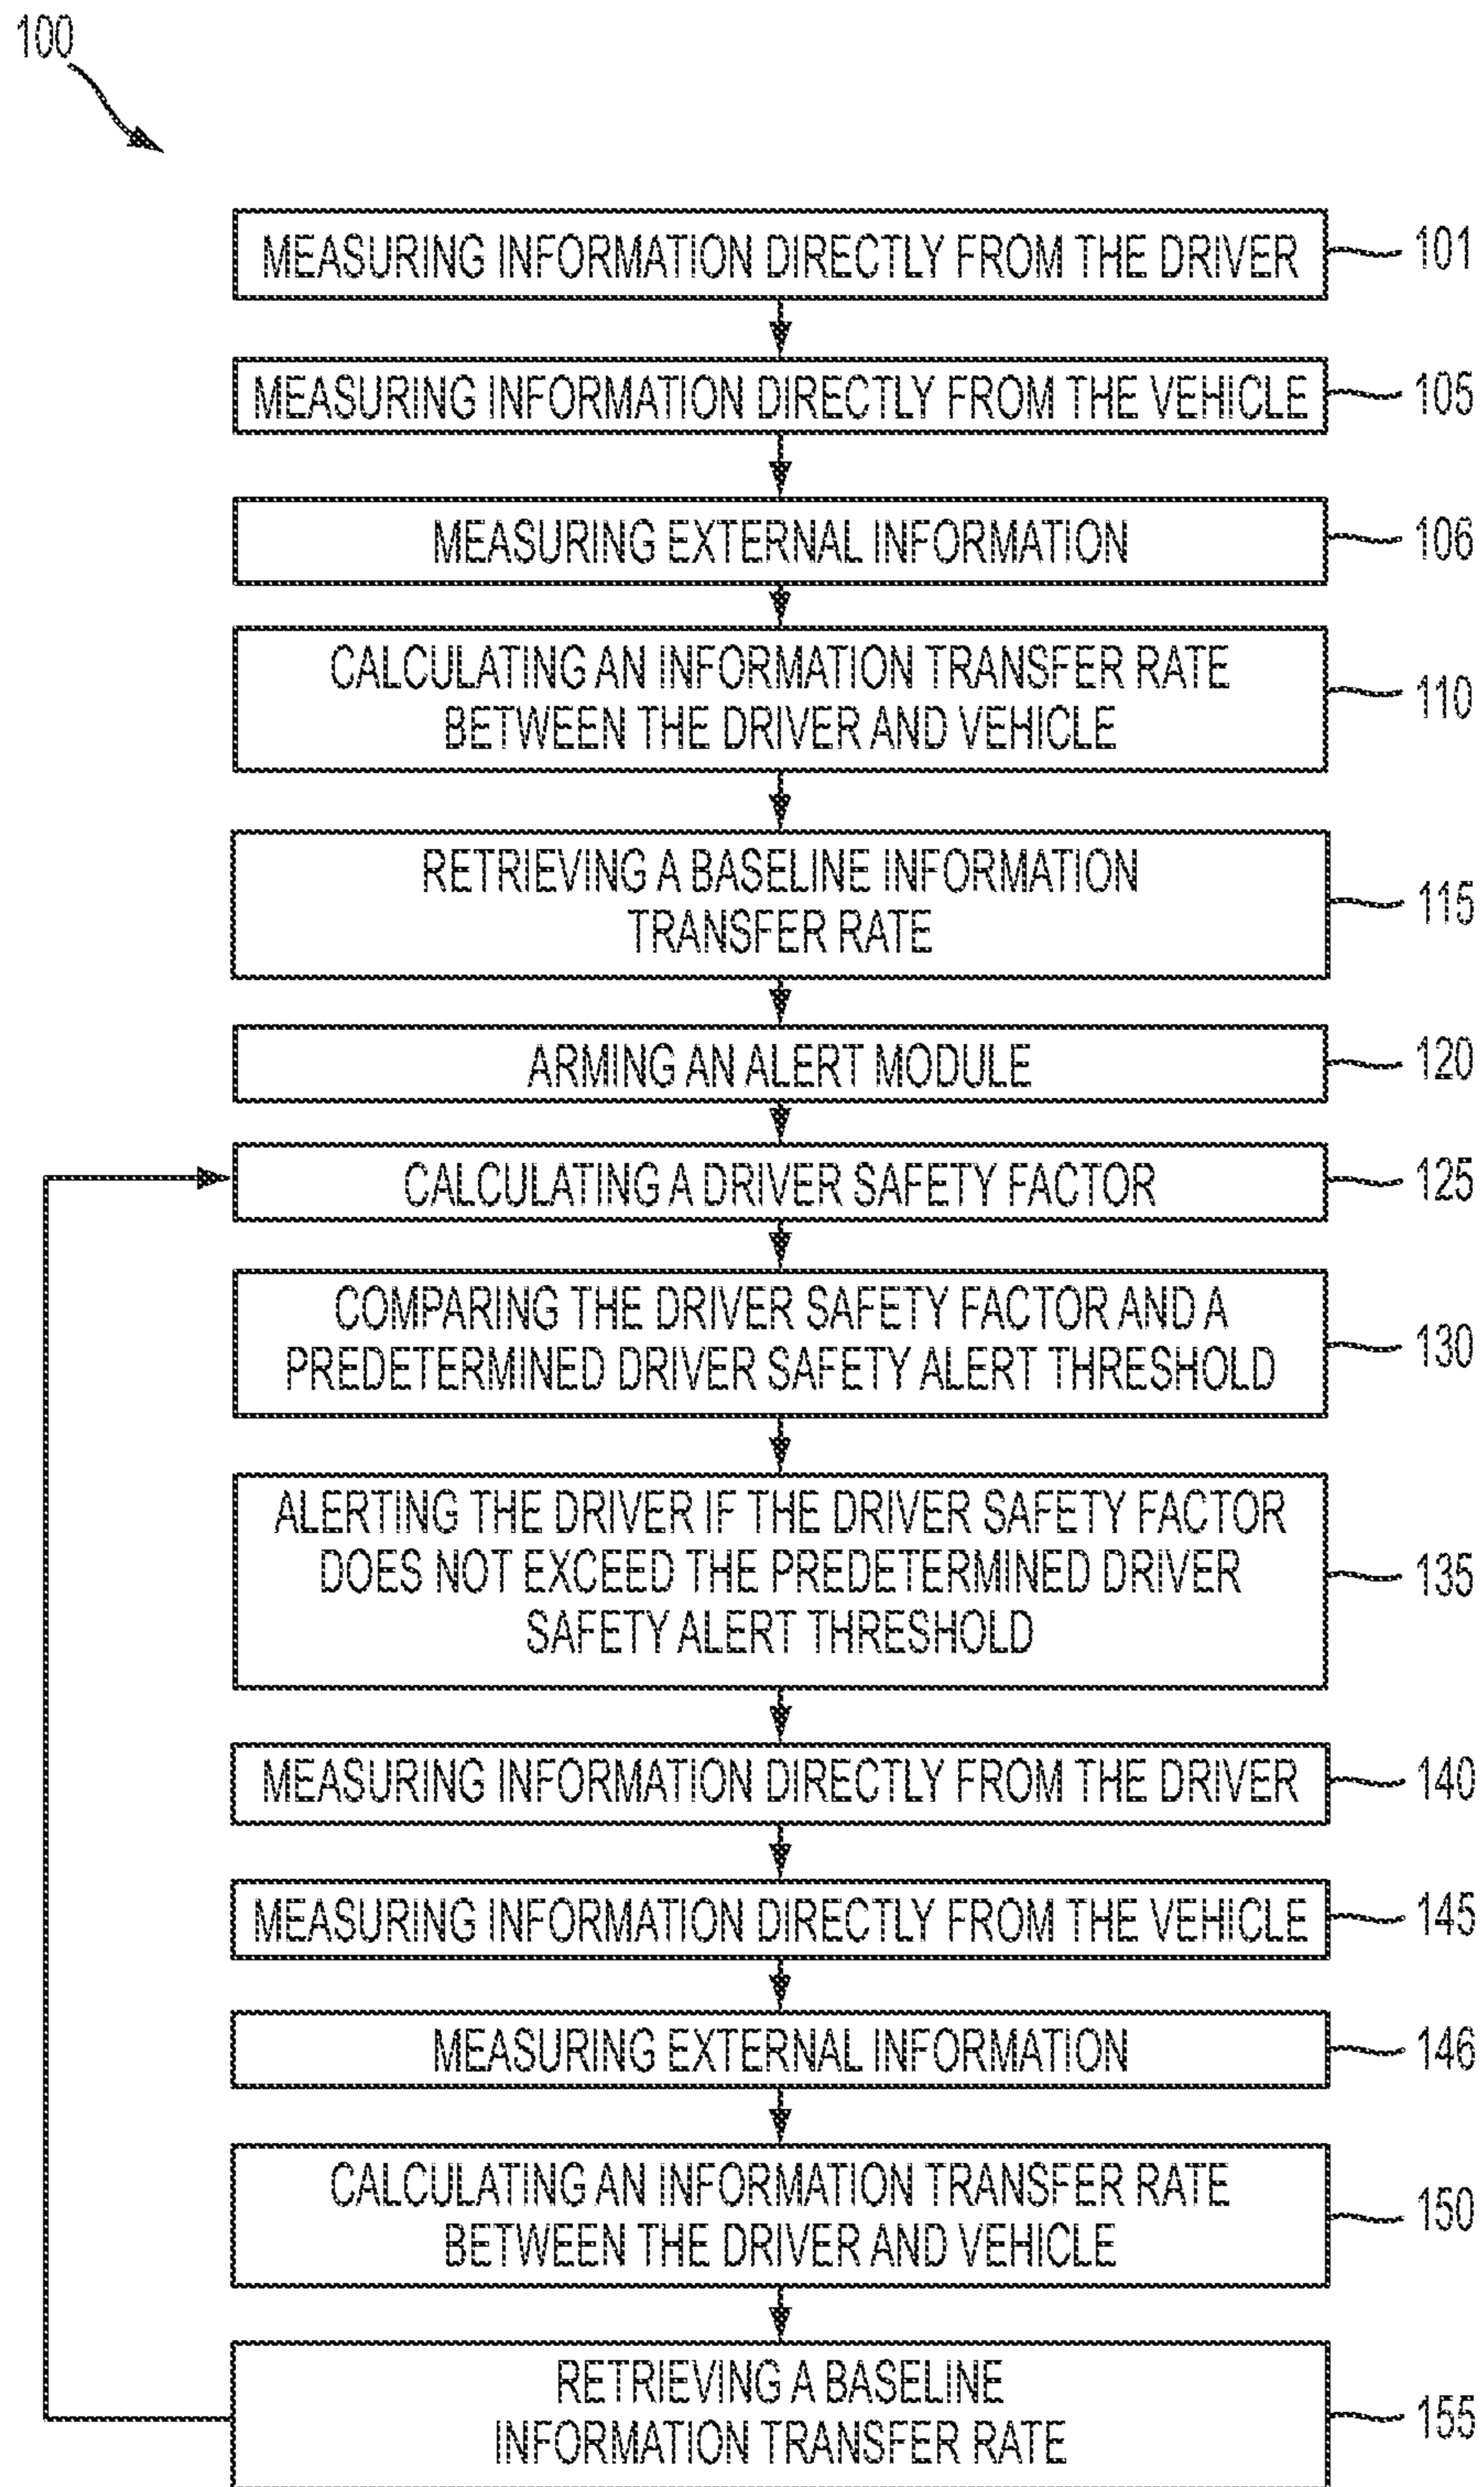 100
MEASURING INFORMATION DIRECTLY FROM THE DRIVER
101
MEASURING INFORMATION DIRECTLY FROM THE VEHICLE
105
MEASURING EXTERNAL INFORMATION
106
CALCULATING AN INFORMATION TRANSFER RATE
BETWEEN THE DRIVER AND VEHICLE
110
RETRIEVING A BASELINE INFORMATION
TRANSFER RATE
115
ARMING AN ALERT MODULE
120
CALCULATING A DRIVER SAFETY FACTOR
125
COMPARING THE DRIVER SAFETY FACTOR AND A
PREDETERMINED DRIVER SAFETY ALERT THRESHOLD
130
ALERTING THE DRIVER IF THE DRIVER SAFETY FACTOR
DOES NOT EXCEED THE PREDETERMINED DRIVER
SAFETY ALERT THRESHOLD
135
MEASURING INFORMATION DIRECTLY FROM THE DRIVER
140
MEASURING INFORMATION DIRECTLY FROM THE VEHICLE
145
MEASURING EXTERNAL INFORMATION
146
CALCULATING AN INFORMATION TRANSFER RATE
BETWEEN THE DRIVER AND VEHICLE
150
RETRIEVING A BASELINE
INFORMATION TRANSFER RATE
155